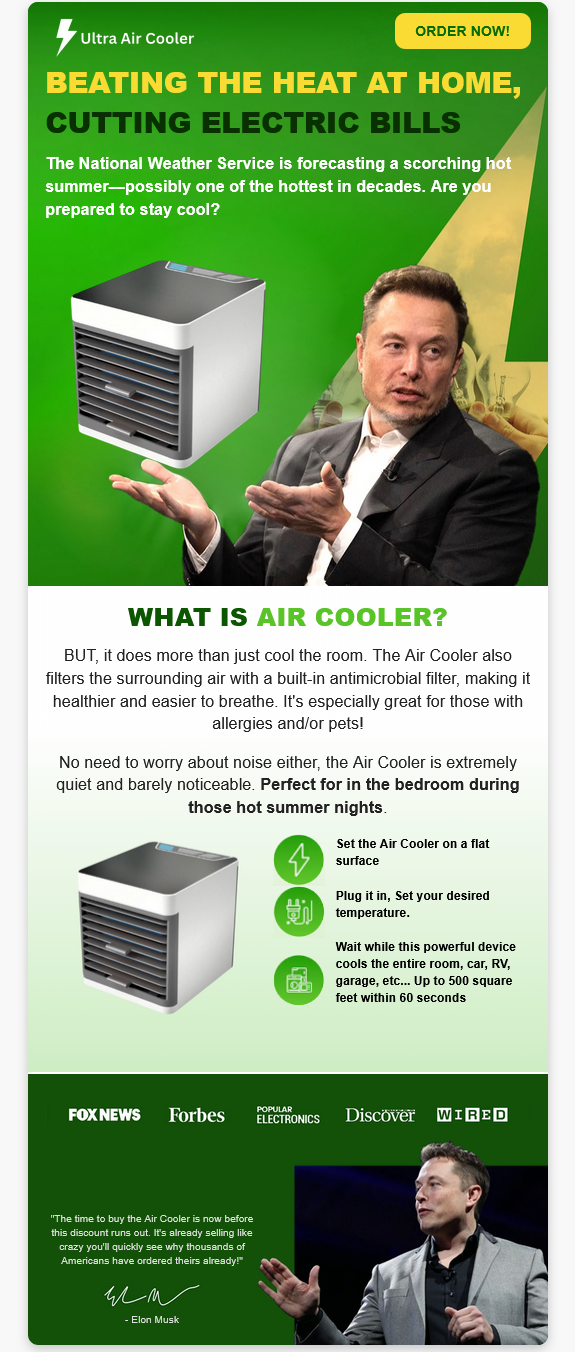 Ultra Air Cooler
ORDER NOW!
BEATING THE HEAT AT HOME,
CUTTING ELECTRIC BILLS
The National Weather Service is forecasting a scorching hot
summer—possibly one of the hottest in decades. Are you
prepared to stay cool?
WHAT IS AIR COOLER?
BUT, it does more than just cool the room. The Air Cooler also
filters the surrounding air with a built-in antimicrobial filter, making it
healthier and easier to breathe. It's especially great for those with
allergies and/or pets!
No need to worry about noise either, the Air Cooler is extremely
quiet and barely noticeable. Perfect for in the bedroom during
those hot summer nights.
Set the Air Cooler on a flat
surface
Plug it in, Set your desired
temperature.
Wait while this powerful device
cools the entire room, car, RV,
garage, etc... Up to 500 square
feet within 60 seconds
FOX NEWS
Forbes
POPULAR
ELECTRONICS
Discover
WIRED
"The time to buy the Air Cooler is now before
this discount runs out. It's already selling like
crazy you'll quickly see why thousands of
Americans have ordered theirs already!"
- Elon Musk